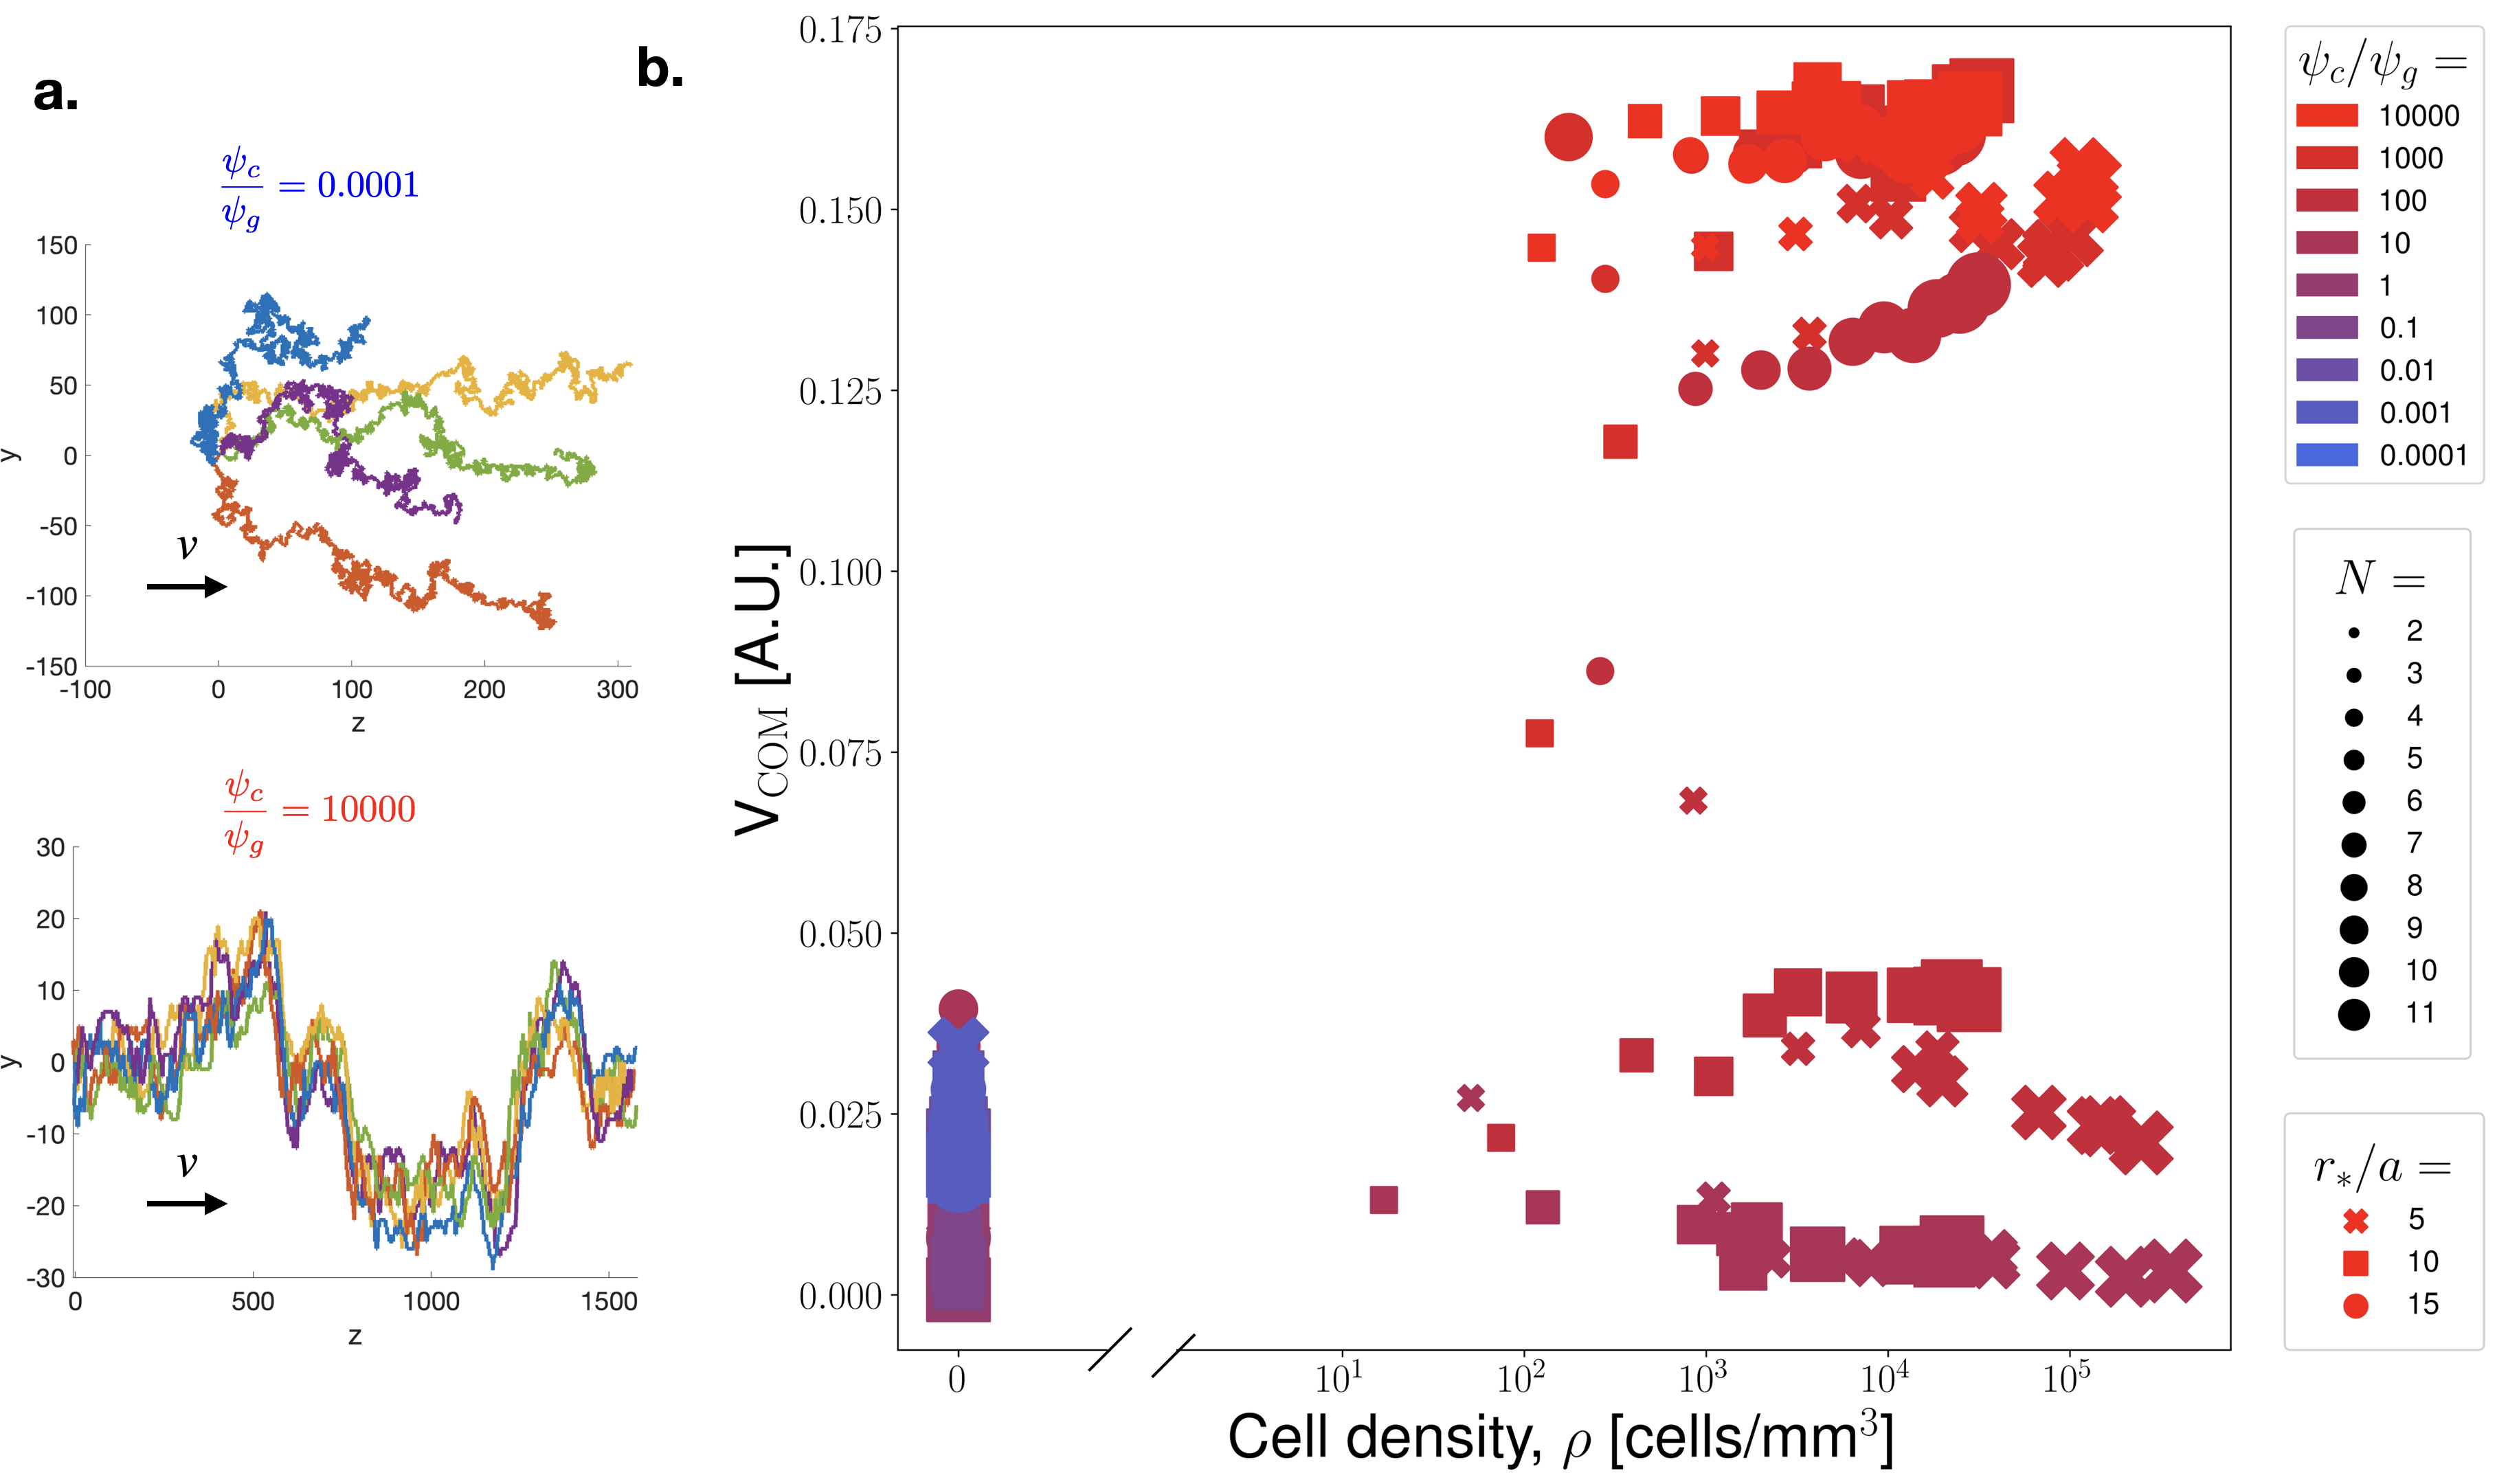 a.
ψc/ψg = 0.0001
150
100
50
0
-50
-100
-150
y
v
-100 0 100 200 300
z
ψc/ψg = 10000
30
20
10
0
-10
-20
-30
y
v
0 500 1000 1500
z
b.
0.175
0.150
0.125
0.100
0.075
0.050
0.025
0.000
VCOM [A.U.]
0 10^1 10^2 10^3 10^4 10^5
Cell density, ρ [cells/mm^3]
ψc/ψg =
10000
1000
100
10
1
0.1
0.01
0.001
0.0001
N =
2
3
4
5
6
7
8
9
10
11
r*/a =
5
10
15